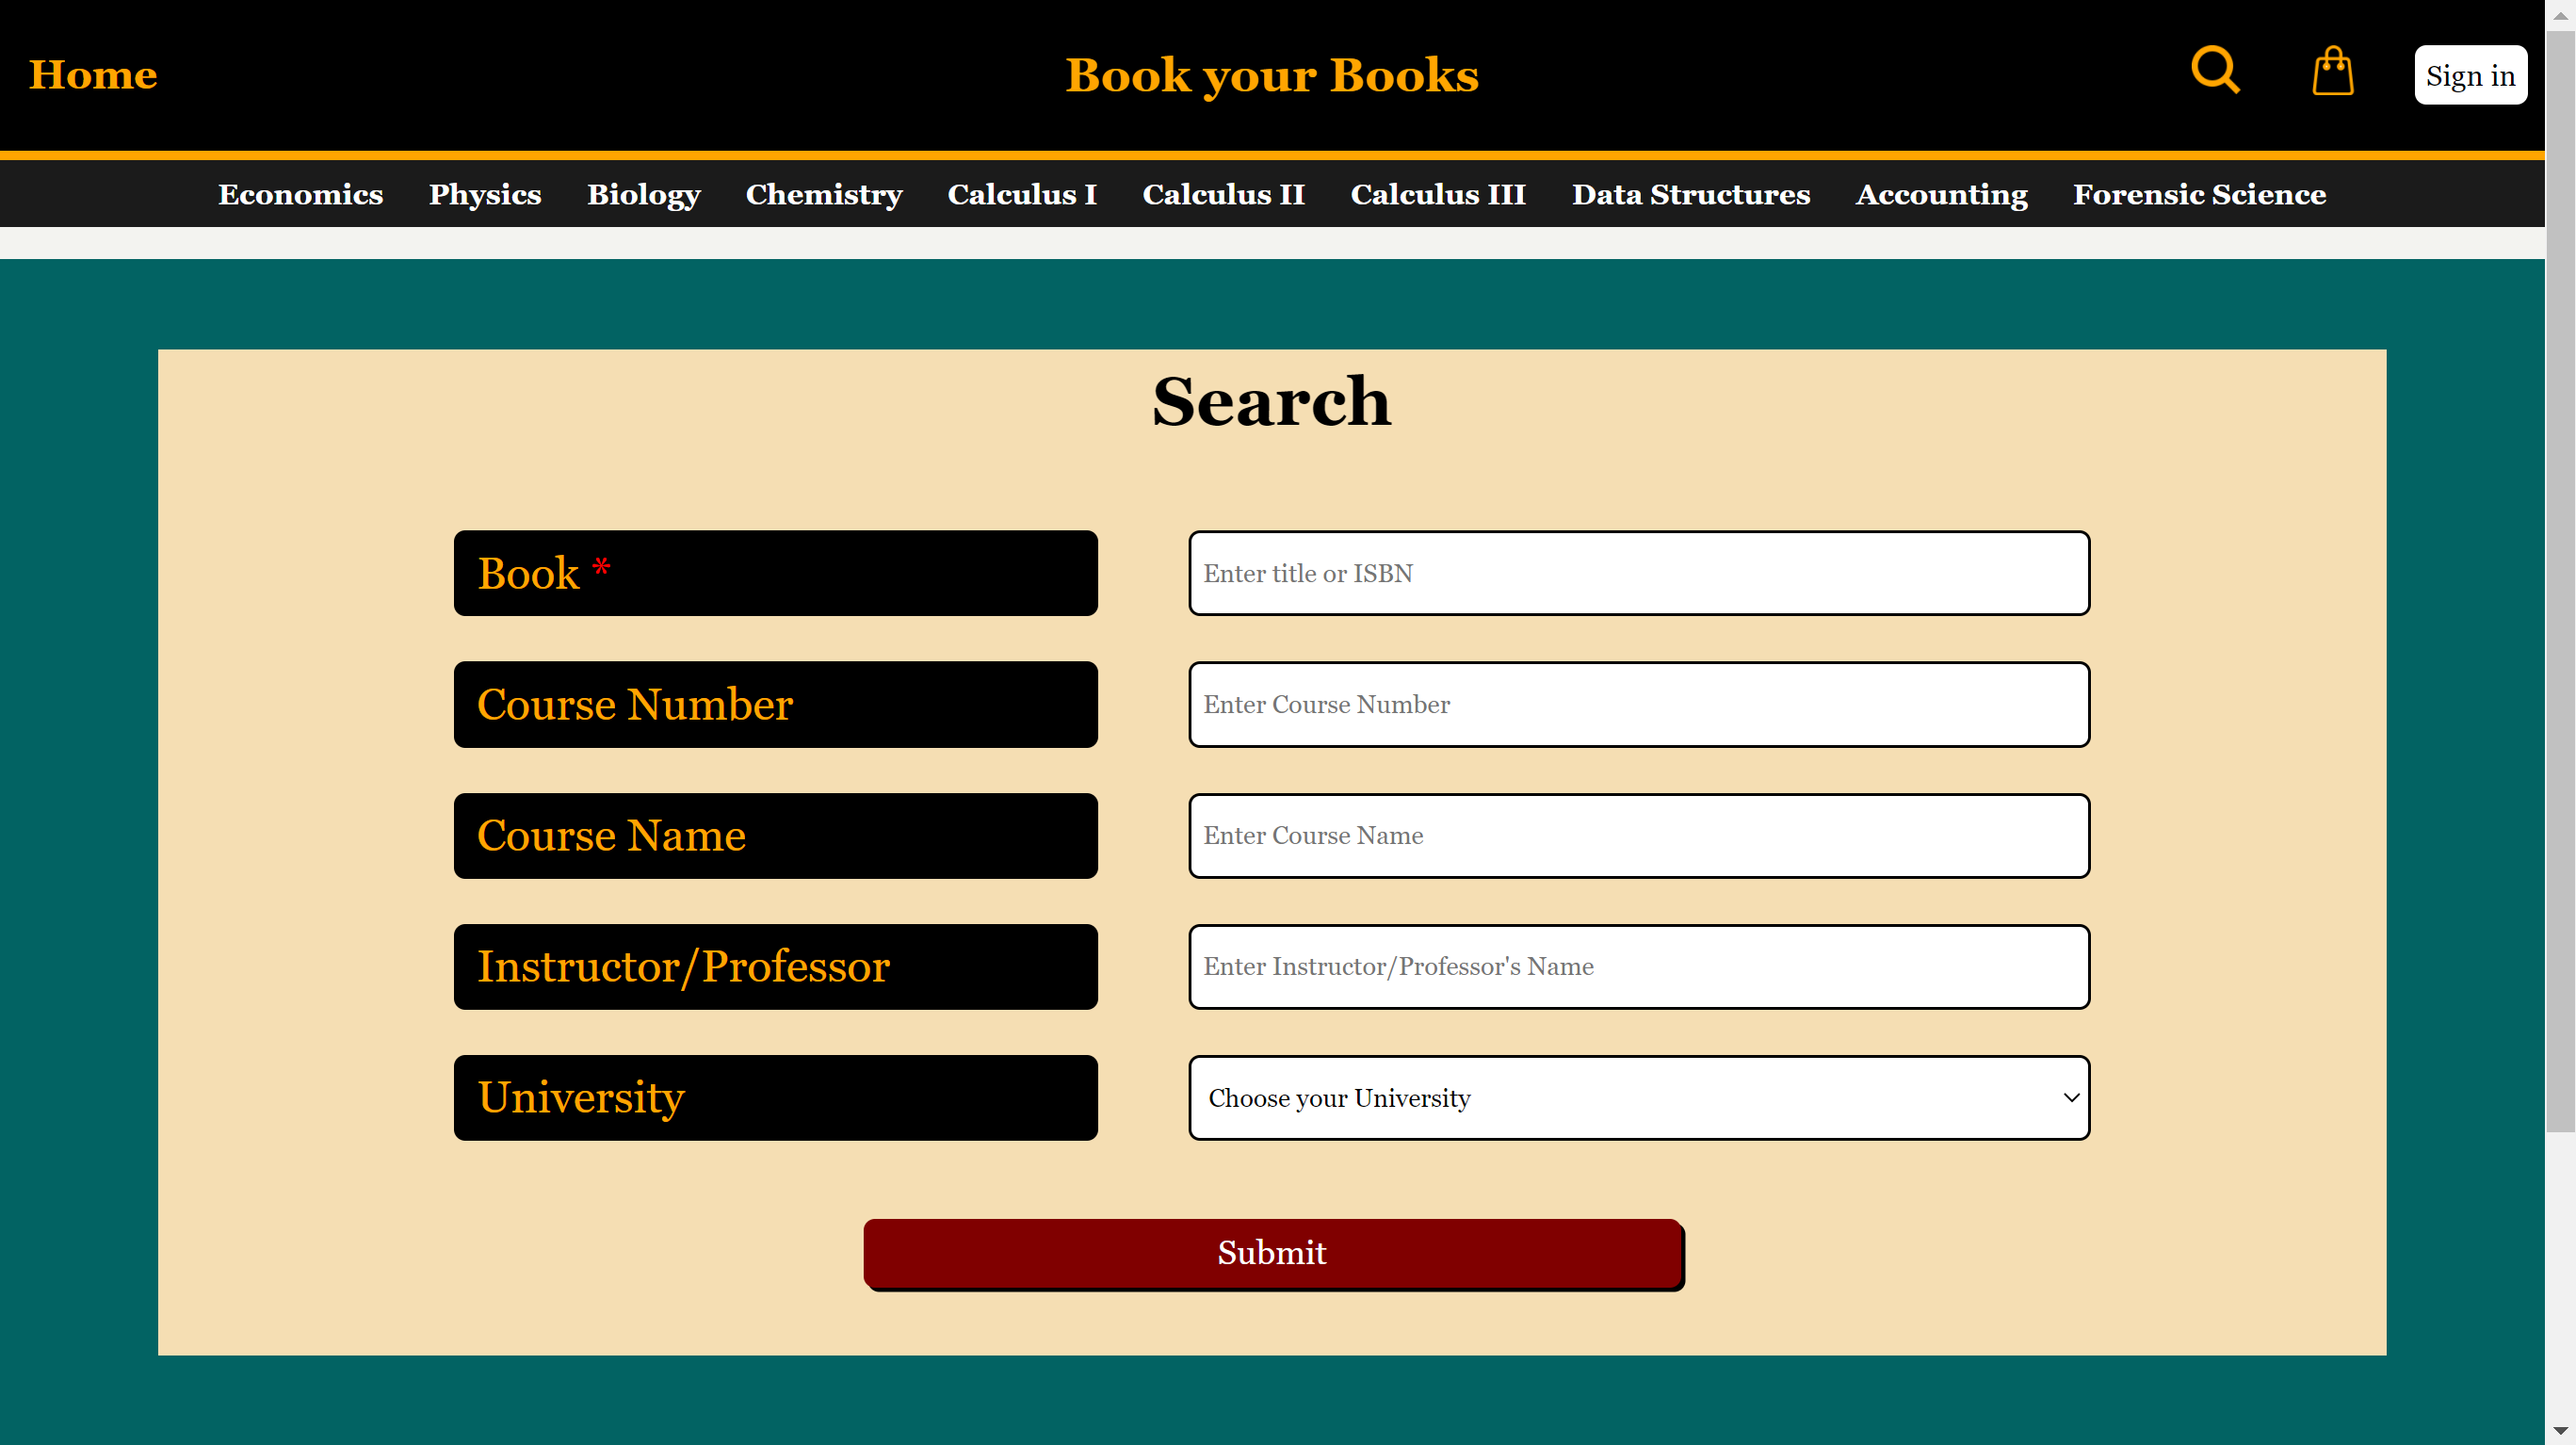 Home Book your Books Sign in
Economics Physics Biology Chemistry Calculus I Calculus II Calculus III Data Structures Accounting Forensic Science
Search
Book * Enter title or ISBN
Course Number Enter Course Number
Course Name Enter Course Name
Instructor/Professor Enter Instructor/Professor's Name
University Choose your University
Submit